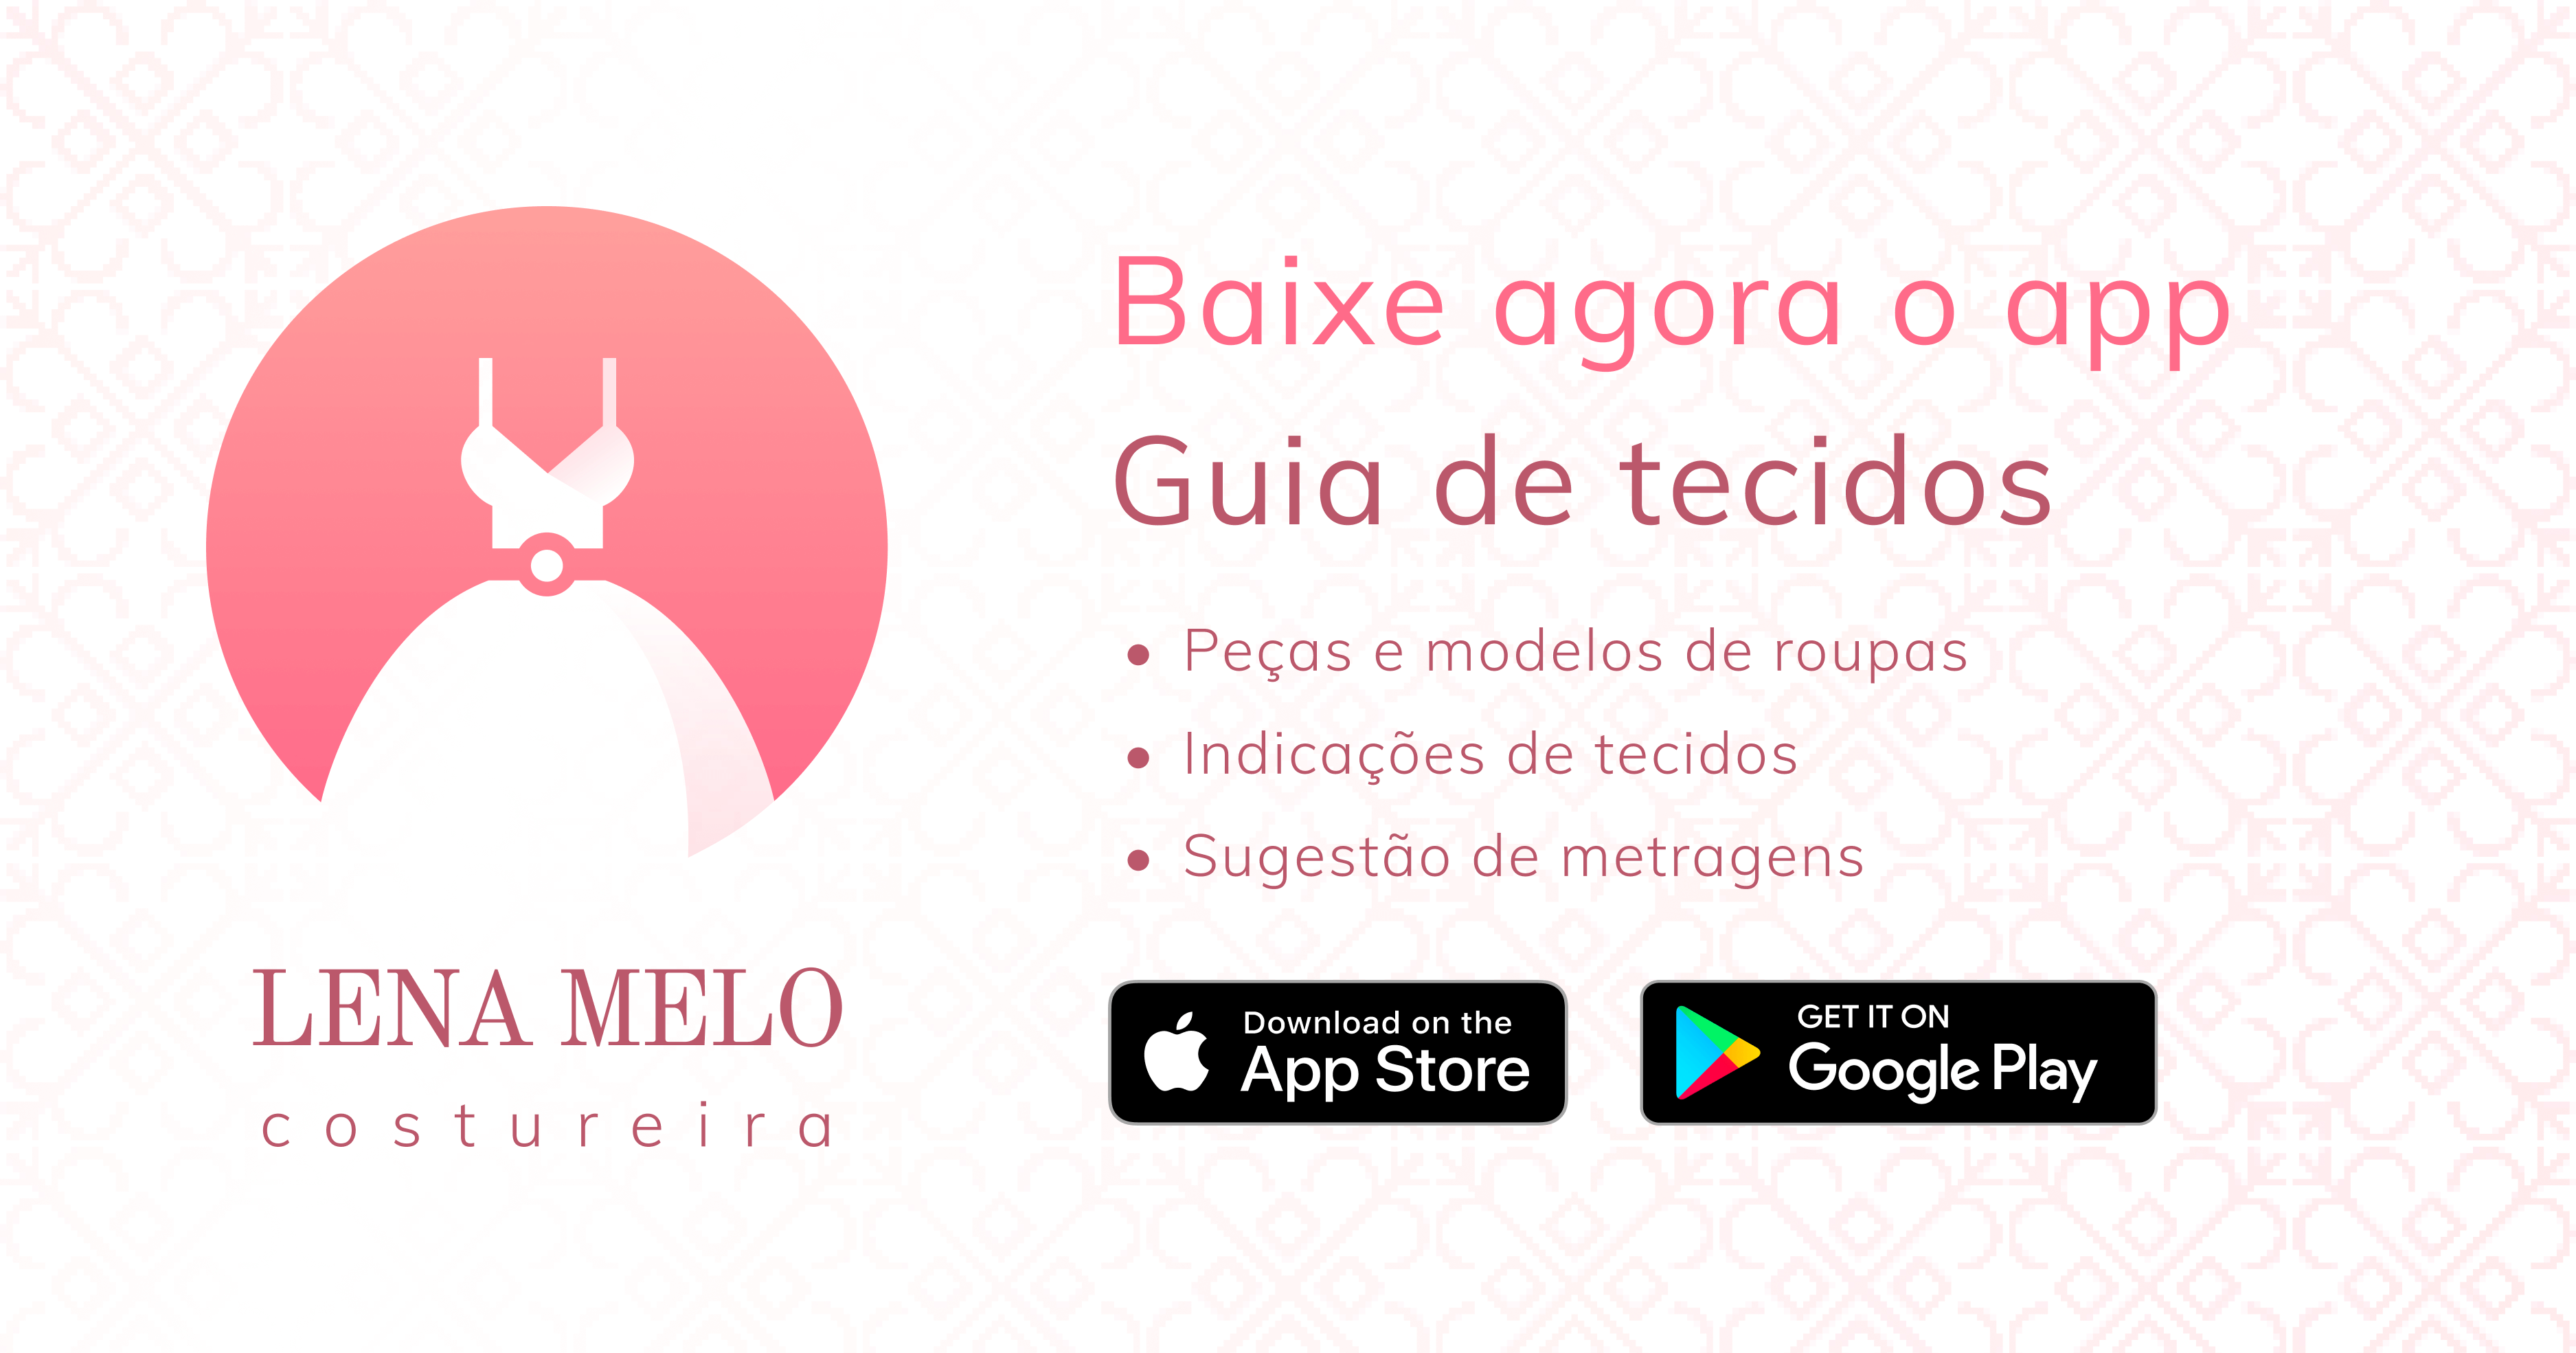 LENA MELO
costureira
Baixe agora o app
Guia de tecidos
• Peças e modelos de roupas
• Indicações de tecidos
• Sugestão de metragens
Download on the
App Store
GET IT ON
Google Play